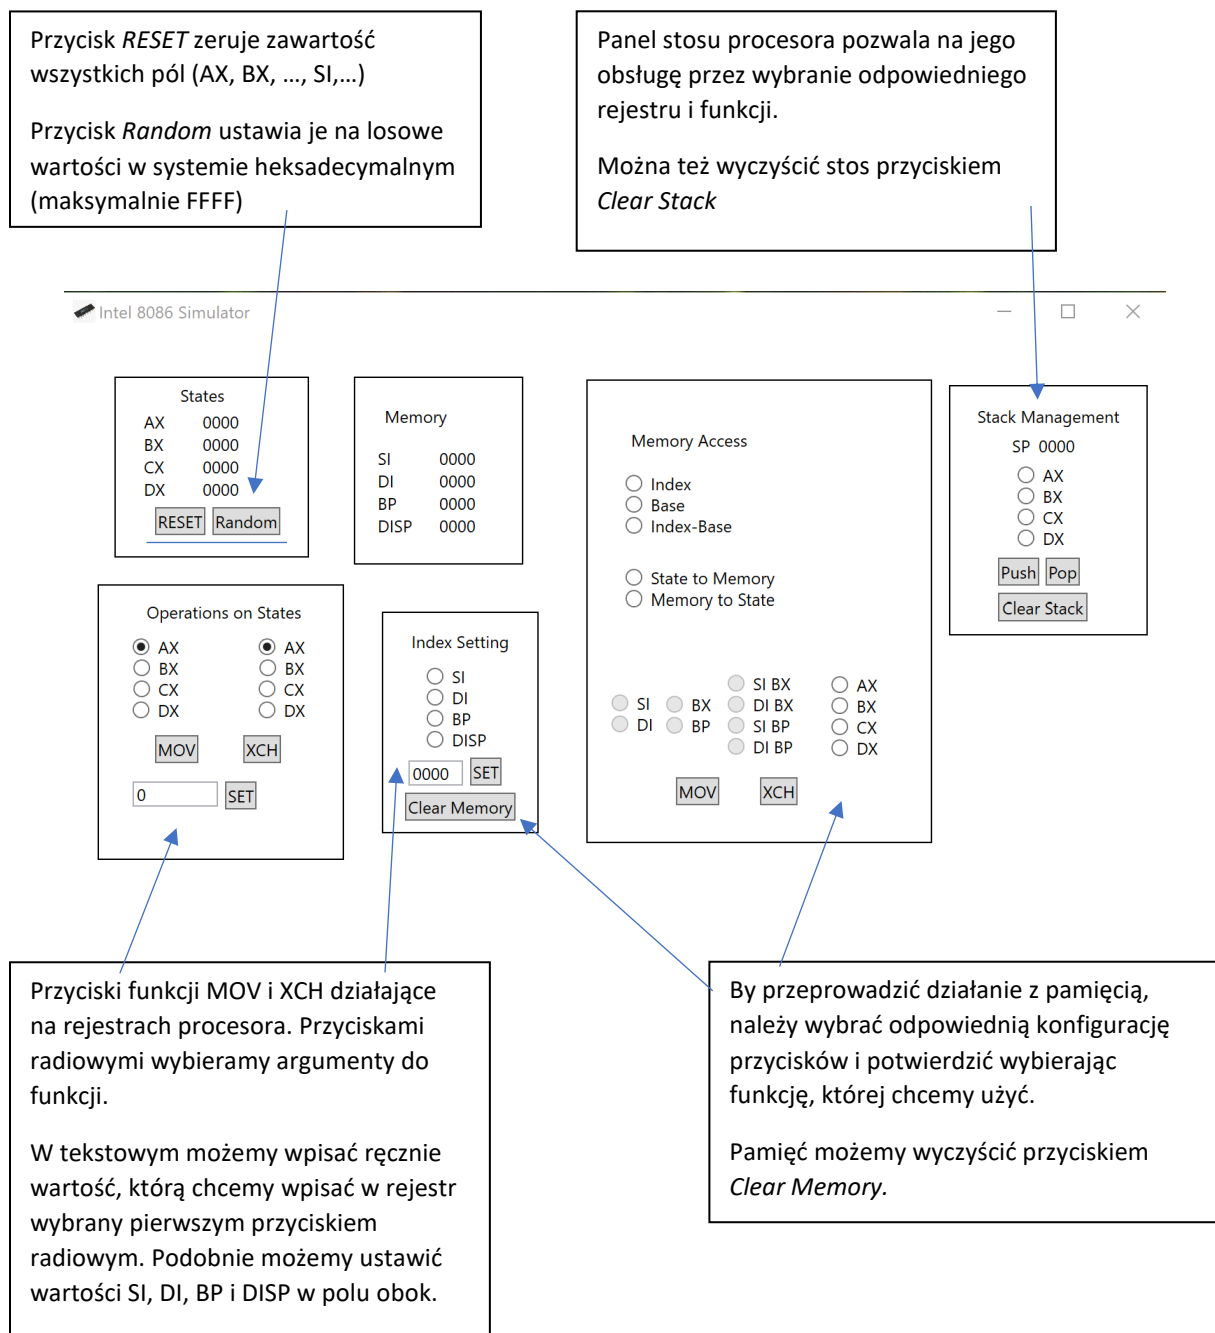 Przycisk RESET zeruje zawartość
wszystkich pól (AX, BX, …, SI,…)
Przycisk Random ustawia je na losowe
wartości w systemie heksadecymalnym
(maksymalnie FFFF)
Panel stosu procesora pozwala na jego
obsługę przez wybranie odpowiedniego
rejestru i funkcji.
Można też wyczyścić stos przyciskiem
Clear Stack
Intel 8086 Simulator
States
AX 0000
BX 0000
CX 0000
DX 0000
RESET Random
Memory
SI 0000
DI 0000
BP 0000
DISP 0000
Memory Access
Index
Base
Index-Base
State to Memory
Memory to State
SI
DI
BX
BP
SI BX
DI BX
SI BP
DI BP
AX
BX
CX
DX
MOV XCH
Stack Management
SP 0000
AX
BX
CX
DX
Push Pop
Clear Stack
Operations on States
AX AX
BX BX
CX CX
DX DX
MOV XCH
0 SET
Index Setting
SI
DI
BP
DISP
0000 SET
Clear Memory
Przyciski funkcji MOV i XCH działające
na rejestrach procesora. Przyciskami
radiowymi wybieramy argumenty do
funkcji.
W tekstowym możemy wpisać ręcznie
wartość, którą chcemy wpisać w rejestr
wybrany pierwszym przyciskiem
radiowym. Podobnie możemy ustawić
wartości SI, DI, BP i DISP w polu obok.
By przeprowadzić działanie z pamięcią,
należy wybrać odpowiednią konfigurację
przycisków i potwierdzić wybierając
funkcję, której chcemy użyć.
Pamięć możemy wyczyścić przyciskiem
Clear Memory.